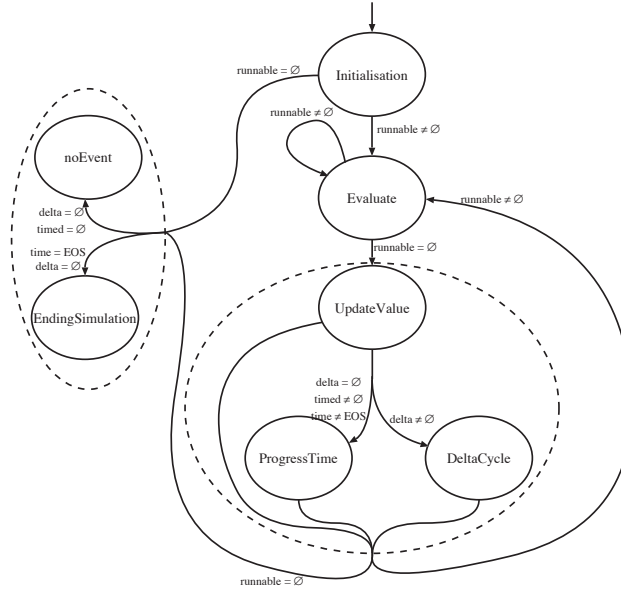 Initialisation
runnable = ∅
runnable ≠ ∅
runnable ≠ ∅
noEvent
Evaluate
runnable ≠ ∅
delta = ∅
timed = ∅
runnable = ∅
time = EOS
delta = ∅
EndingSimulation
UpdateValue
delta = ∅
timed ≠ ∅
time ≠ EOS
delta ≠ ∅
ProgressTime
DeltaCycle
runnable = ∅